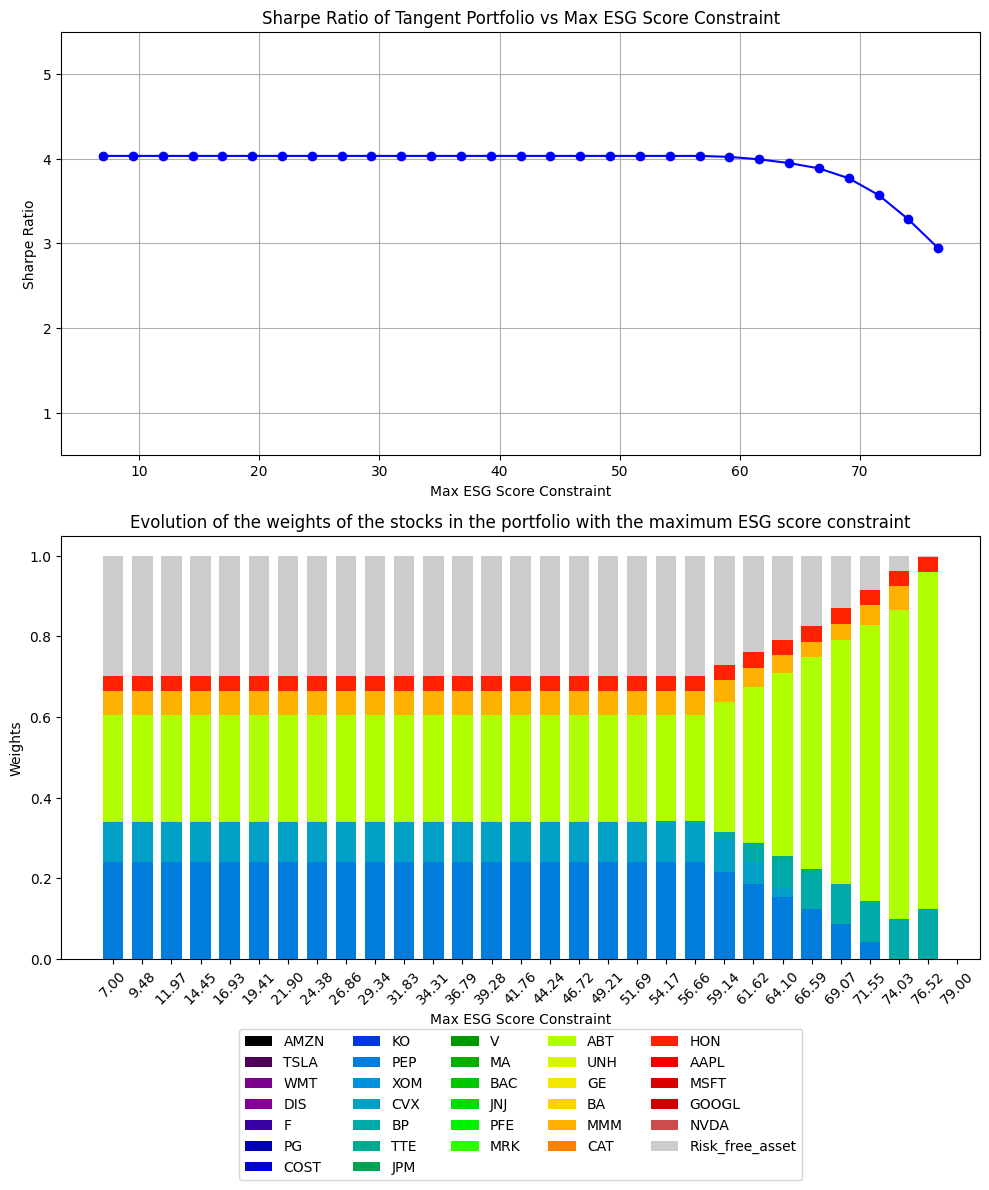 Sharpe Ratio of Tangent Portfolio vs Max ESG Score Constraint
5
4
3
2
1
Sharpe Ratio
10 20 30 40 50 60 70
Max ESG Score Constraint
Evolution of the weights of the stocks in the portfolio with the maximum ESG score constraint
1.0
0.8
0.6
0.4
0.2
0.0
Weights
7.00 9.48 11.97 14.45 16.93 19.41 21.90 24.38 26.86 29.34 31.83 34.31 36.79 39.28 41.76 44.24 46.72 49.21 51.69 54.17 56.66 59.14 61.62 64.10 66.59 69.07 71.55 74.03 76.52 79.00
Max ESG Score Constraint
AMZN KO V ABT HON
TSLA PEP MA UNH AAPL
WMT XOM BAC GE MSFT
DIS CVX JNJ BA GOOGL
F BP PFE MMM NVDA
PG TTE MRK CAT Risk_free_asset
COST JPM